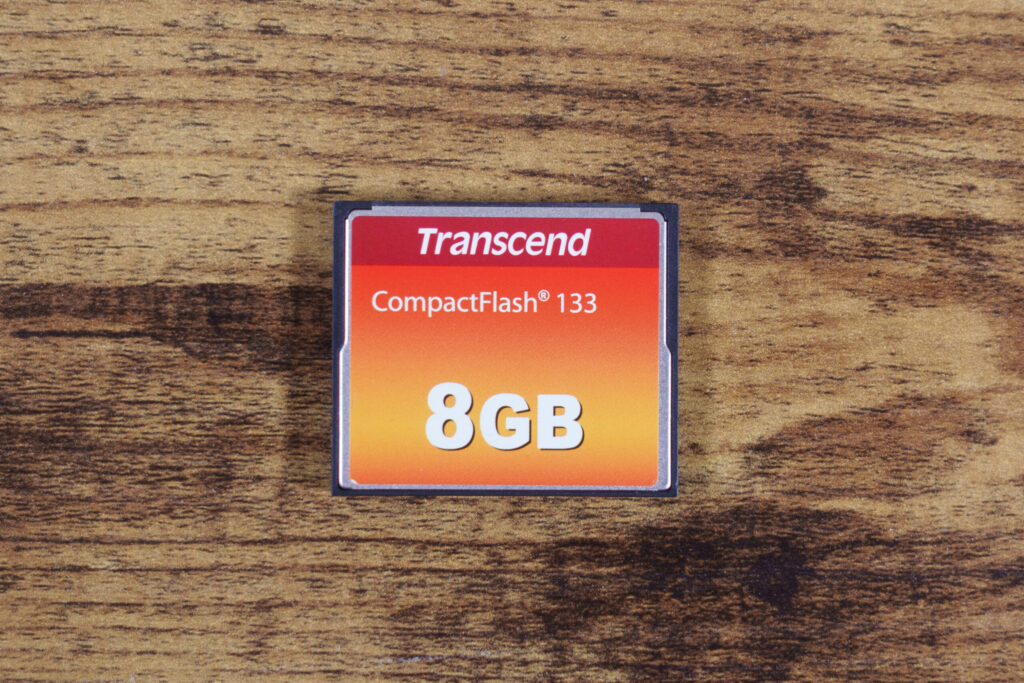 Transcend
CompactFlash® 133
8GB